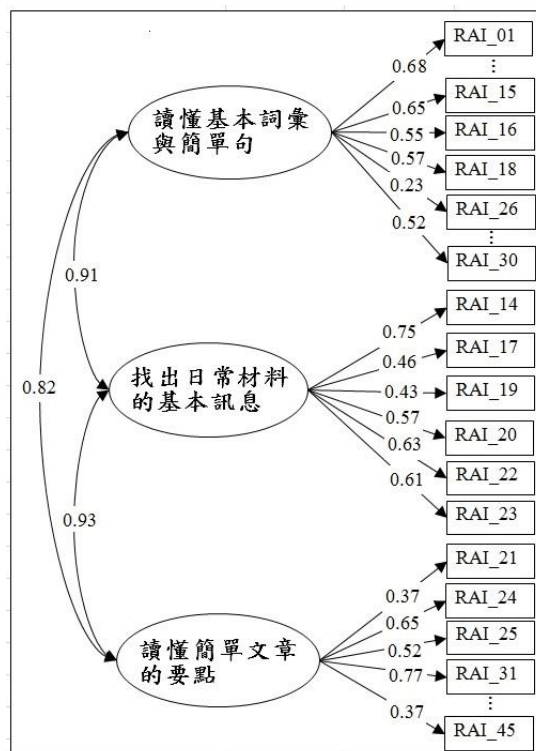 RAI_01
0.68
⋮
RAI_15
0.65
讀懂基本詞彙
與簡單句
0.55
RAI_16
0.57
RAI_18
0.23
RAI_26
0.52
⋮
RAI_30
0.91
RAI_14
0.75
RAI_17
0.46
0.82
找出日常材料
的基本訊息
0.43
RAI_19
0.57
RAI_20
0.63
RAI_22
0.61
RAI_23
0.93
RAI_21
0.37
RAI_24
0.65
RAI_25
0.52
讀懂簡單文章
的要點
0.77
RAI_31
⋮
0.37
RAI_45